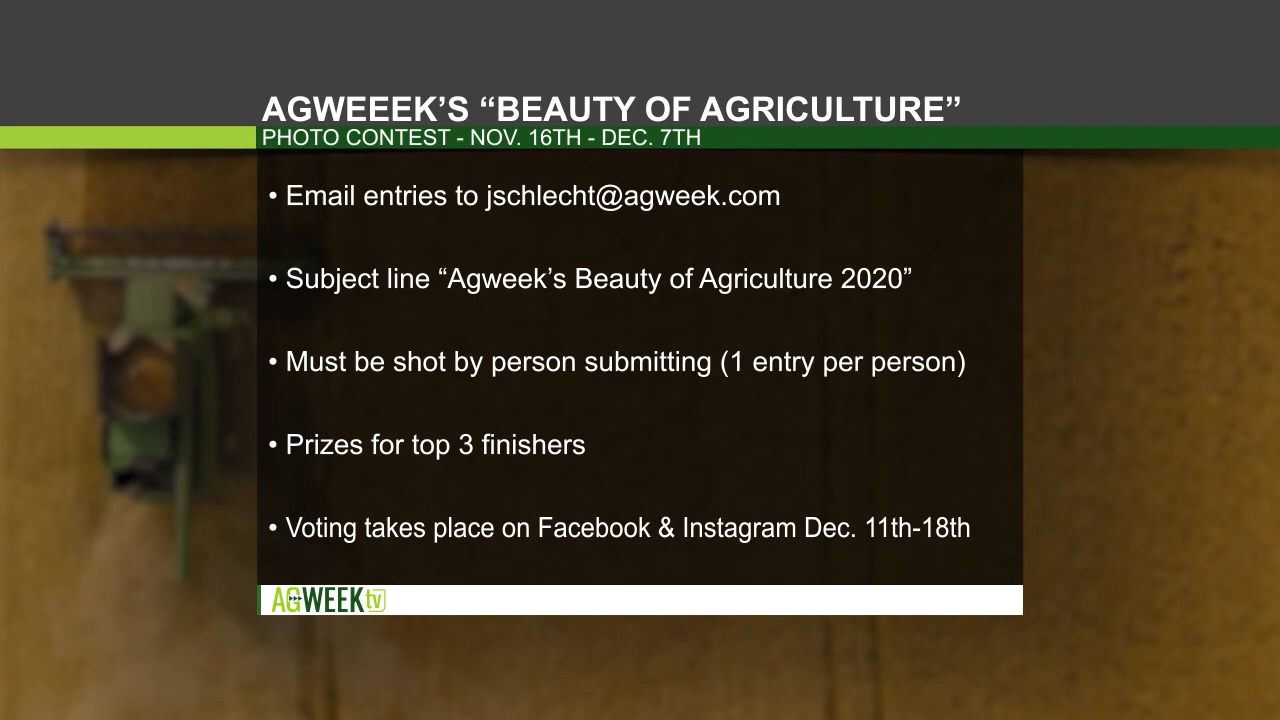 AGWEEEK’S “BEAUTY OF AGRICULTURE”
PHOTO CONTEST - NOV. 16TH - DEC. 7TH
• Email entries to jschlecht@agweek.com
• Subject line “Agweek’s Beauty of Agriculture 2020”
• Must be shot by person submitting (1 entry per person)
• Prizes for top 3 finishers
• Voting takes place on Facebook & Instagram Dec. 11th-18th
AGWEEK tv